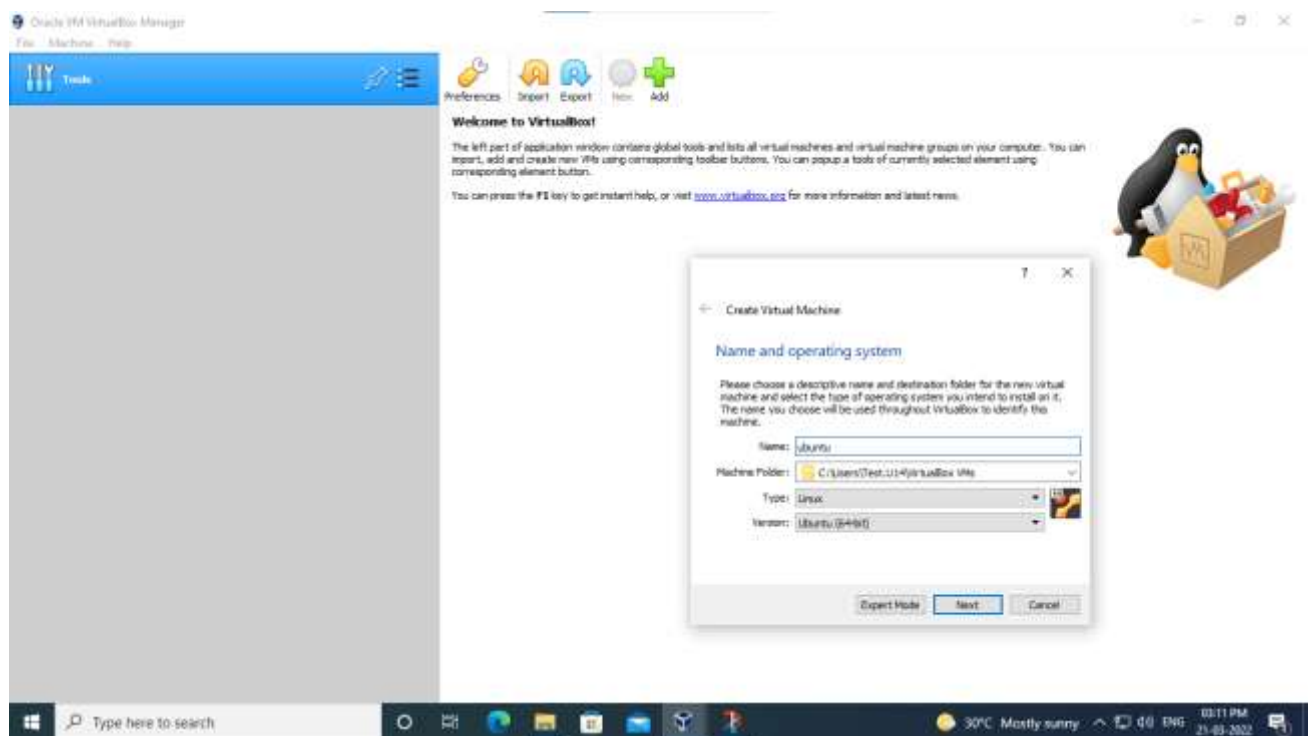 Oracle VM VirtualBox Manager
File Machine Help
Tools
Preferences Import Export New Add
Welcome to VirtualBox!
The left part of application window contains global tools and lists all virtual machines and virtual machine groups on your computer. You can
import, add and create new VMs using corresponding toolbar buttons. You can popup a tools of currently selected element using
corresponding element button.
You can press the F1 key to get instant help, or visit www.virtualbox.org for more information and latest news.
? ×
Create Virtual Machine
Name and operating system
Please choose a descriptive name and destination folder for the new virtual
machine and select the type of operating system you intend to install on it.
The name you choose will be used throughout VirtualBox to identify this
machine.
Name: ubuntu
Machine Folder: C:\Users\Test.U14\VirtualBox VMs
Type: Linux
Version: Ubuntu (64-bit)
Expert Mode Next Cancel
Type here to search
30°C Mostly sunny ENG
03:11 PM
21-03-2022